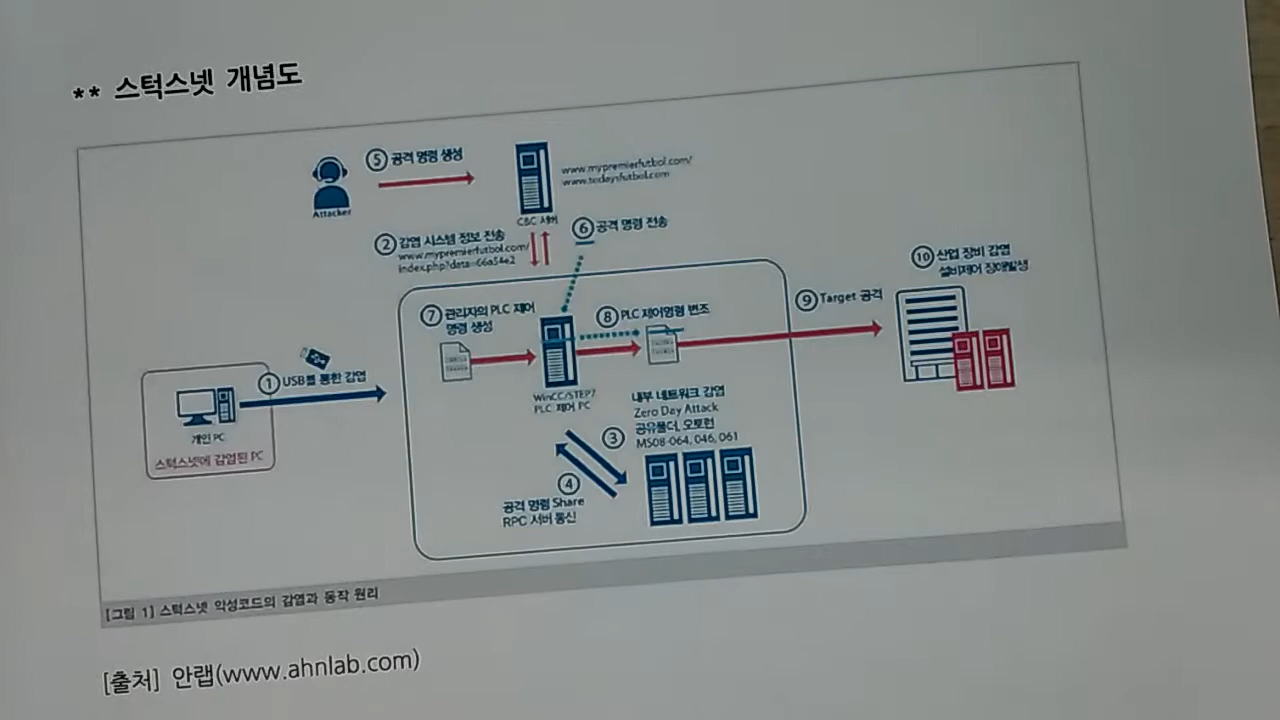 ** 스턱스넷 개념도
⑤ 공격 명령 생성
Attacker
www.mypremierfutbol.com/
www.todaysfutbol.com
C&C 서버
② 감염 시스템 정보 전송
www.mypremierfutbol.com/
index.php?data=66a54e2
⑥ 공격 명령 전송
⑦ 관리자의 PLC 제어
명령 생성
⑧ PLC 제어명령 변조
⑨ Target 공격
⑩ 산업 장비 감염
설비제어 장애발생
① USB를 통한 감염
개인 PC
스턱스넷에 감염된 PC
WinCC/STEP7
PLC 제어 PC
③ 내부 네트워크 감염
Zero Day Attack
공유폴더, 오토런
MS08-064, 046, 061
④ 공격 명령 Share
RPC 서버 통신
[그림 1] 스턱스넷 악성코드의 감염과 동작 원리
[출처] 안랩(www.ahnlab.com)